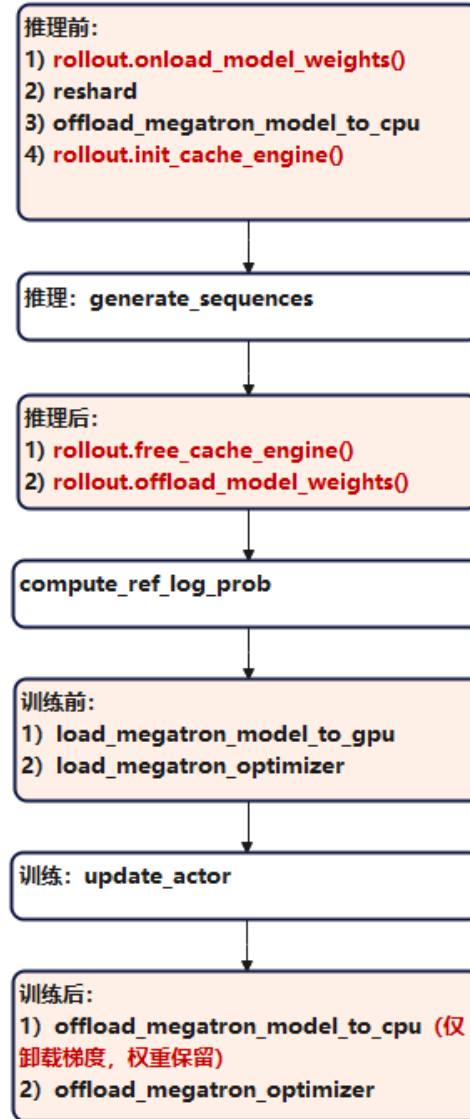 推理前:
1) rollout.onload_model_weights()
2) reshard
3) offload_megatron_model_to_cpu
4) rollout.init_cache_engine()
推理：generate_sequences
推理后:
1) rollout.free_cache_engine()
2) rollout.offload_model_weights()
compute_ref_log_prob
训练前:
1）load_megatron_model_to_gpu
2）load_megatron_optimizer
训练：update_actor
训练后:
1）offload_megatron_model_to_cpu（仅
卸载梯度，权重保留）
2）offload_megatron_optimizer